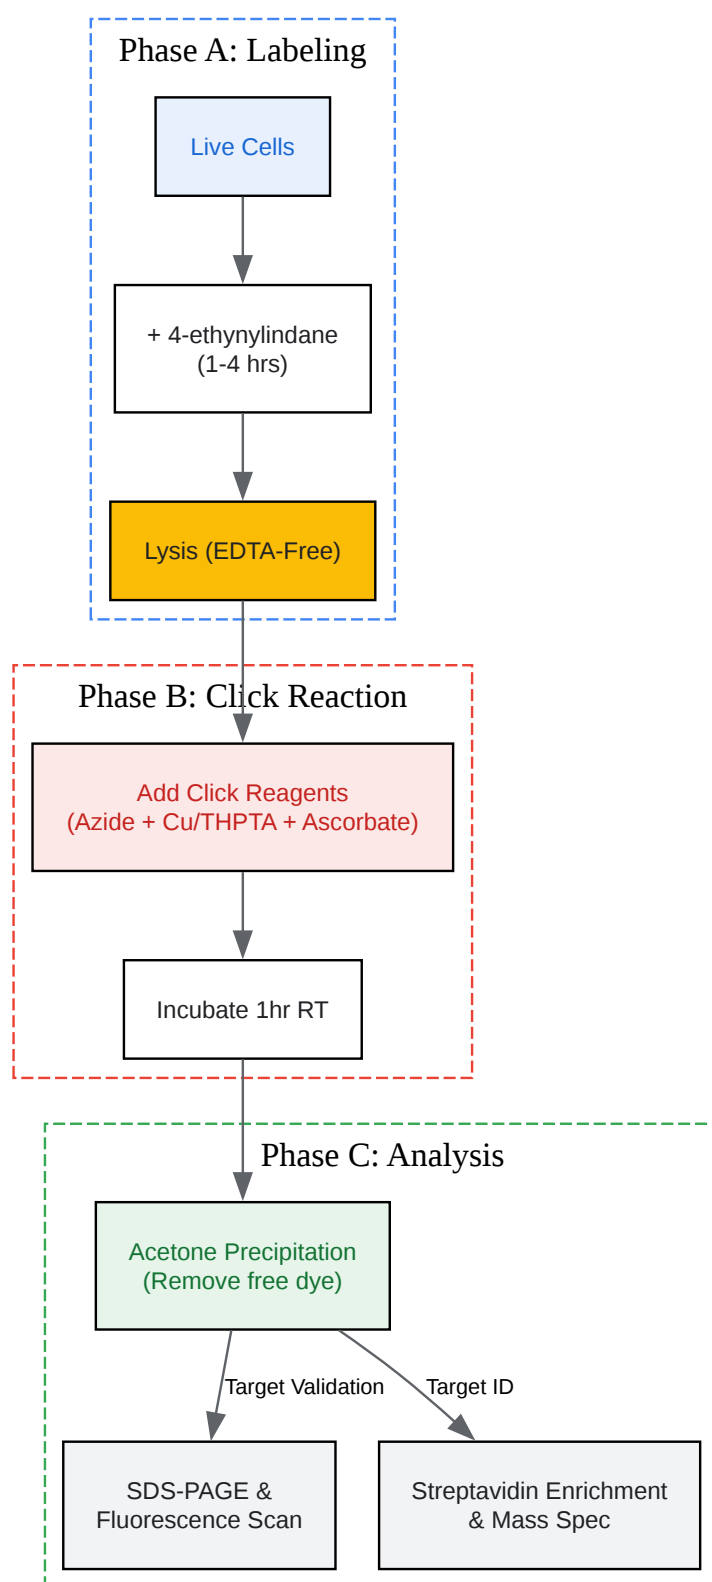 Phase A: Labeling
Live Cells
+ 4-ethynylindane
(1-4 hrs)
Lysis (EDTA-Free)
Phase B: Click Reaction
Add Click Reagents
(Azide + Cu/THPTA + Ascorbate)
Incubate 1hr RT
Phase C: Analysis
Acetone Precipitation
(Remove free dye)
Target Validation
Target ID
SDS-PAGE &
Fluorescence Scan
Streptavidin Enrichment
& Mass Spec